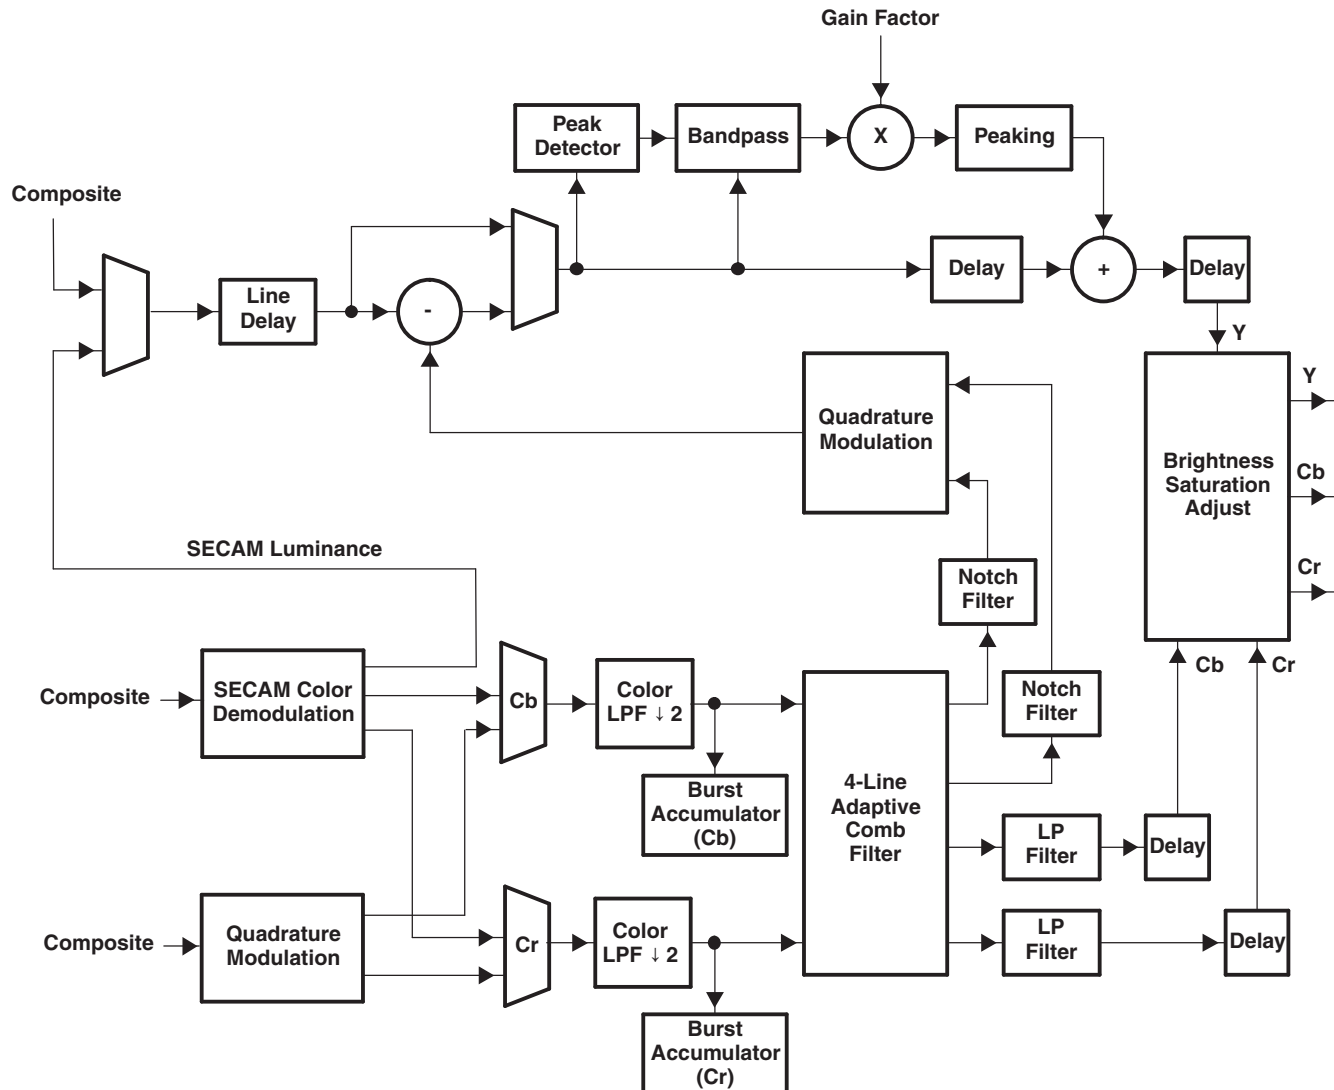 Gain Factor
Peak
Detector
Bandpass
X
Peaking
Composite
Line
Delay
-
Delay
+
Delay
Y
Quadrature
Modulation
Brightness
Saturation
Adjust
Y
Cb
Cr
SECAM Luminance
Notch
Filter
Composite
SECAM Color
Demodulation
Cb
Color
LPF ↓ 2
Notch
Filter
Cb
Cr
Burst
Accumulator
(Cb)
4-Line
Adaptive
Comb
Filter
LP
Filter
Delay
Composite
Quadrature
Modulation
Cr
Color
LPF ↓ 2
LP
Filter
Delay
Burst
Accumulator
(Cr)